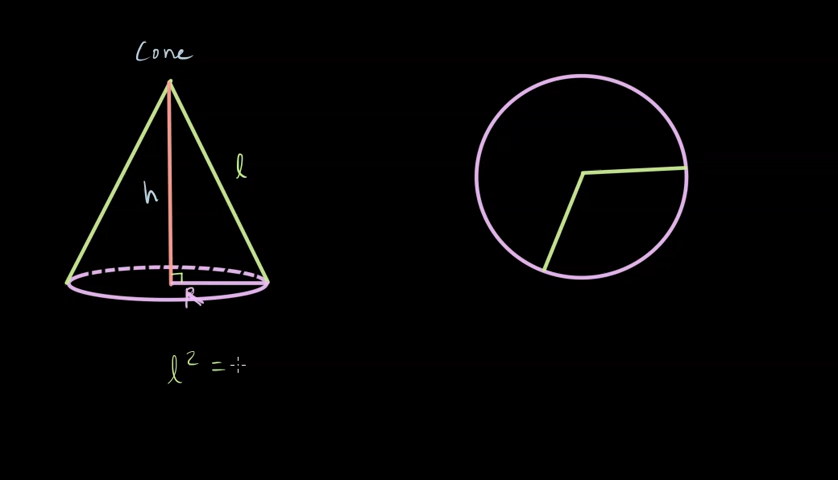 Cone
l
h
R
l² =